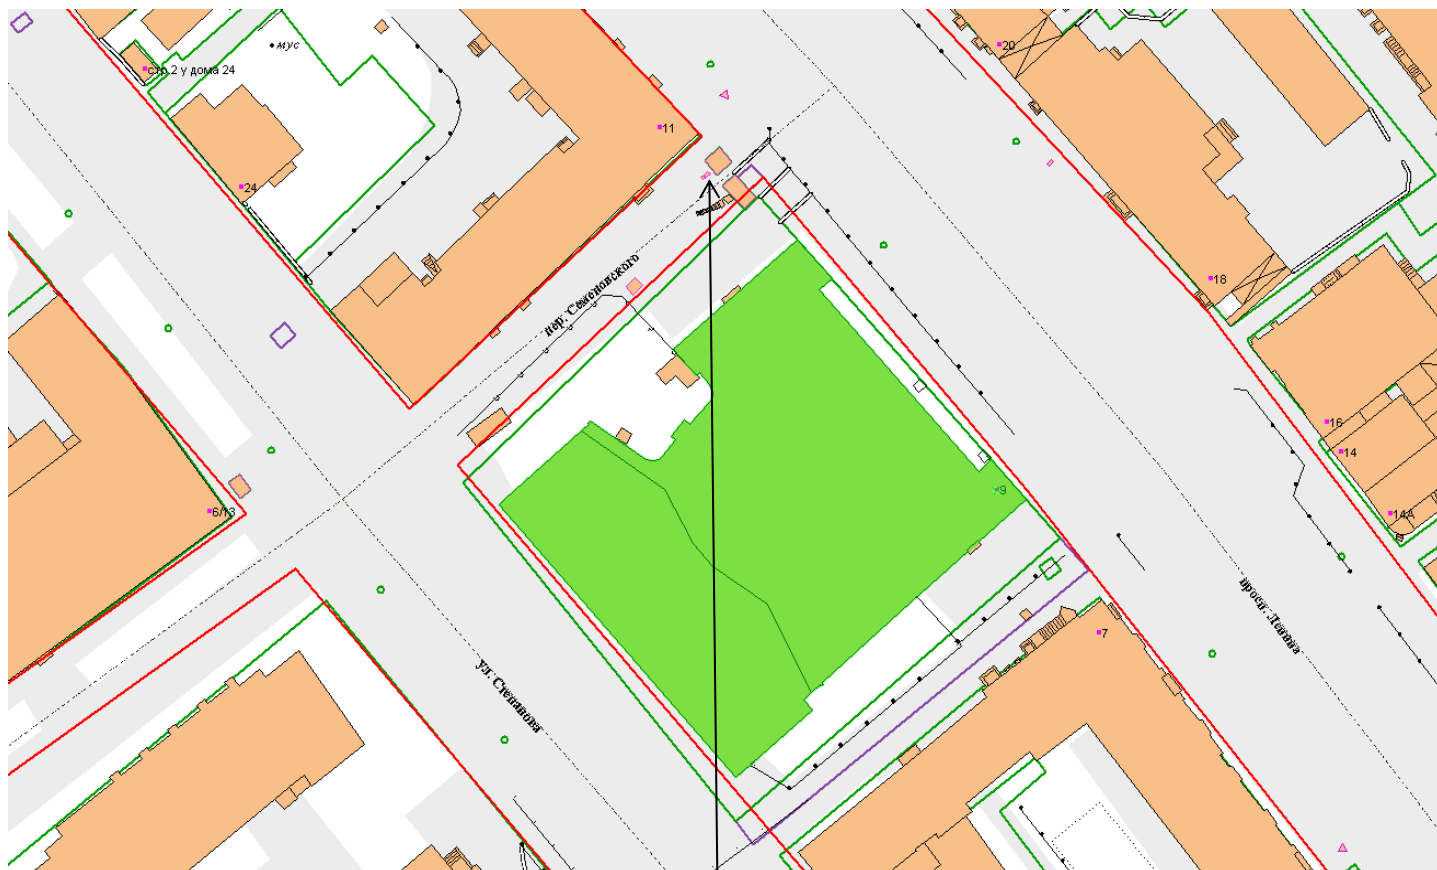 мус
стр.2 у дома 24
20
11
24
пер. Семеновского
18
16
14
9
6/13
14А
просп. Ленина
7
ул. Степанова